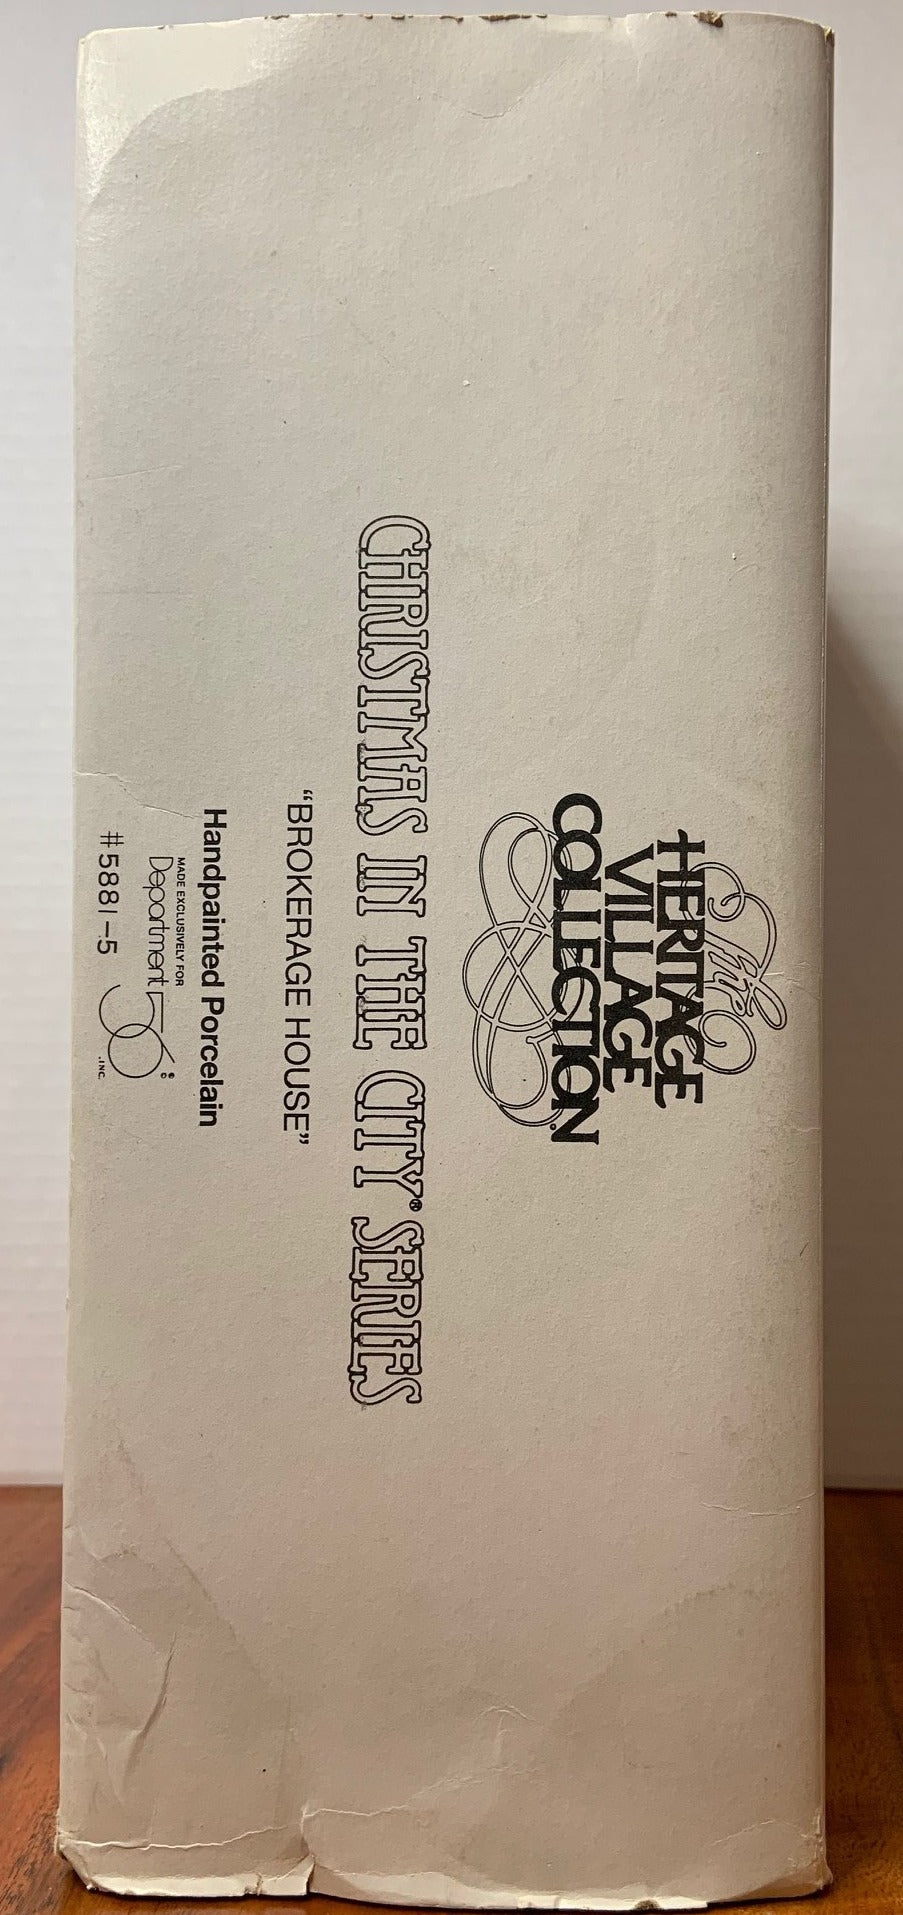 The
HERITAGE
VILLAGE
COLLECTION®
CHRISTMAS IN THE CITY® SERIES
“BROKERAGE HOUSE”
Handpainted Porcelain
MADE EXCLUSIVELY FOR
Department 56® INC.
#5881-5